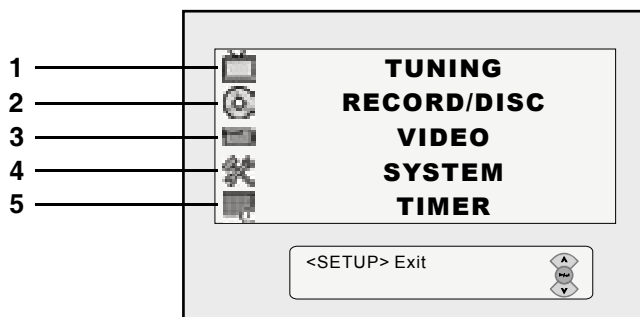 1 TUNING
2 RECORD/DISC
3 VIDEO
4 SYSTEM
5 TIMER
<SETUP> Exit